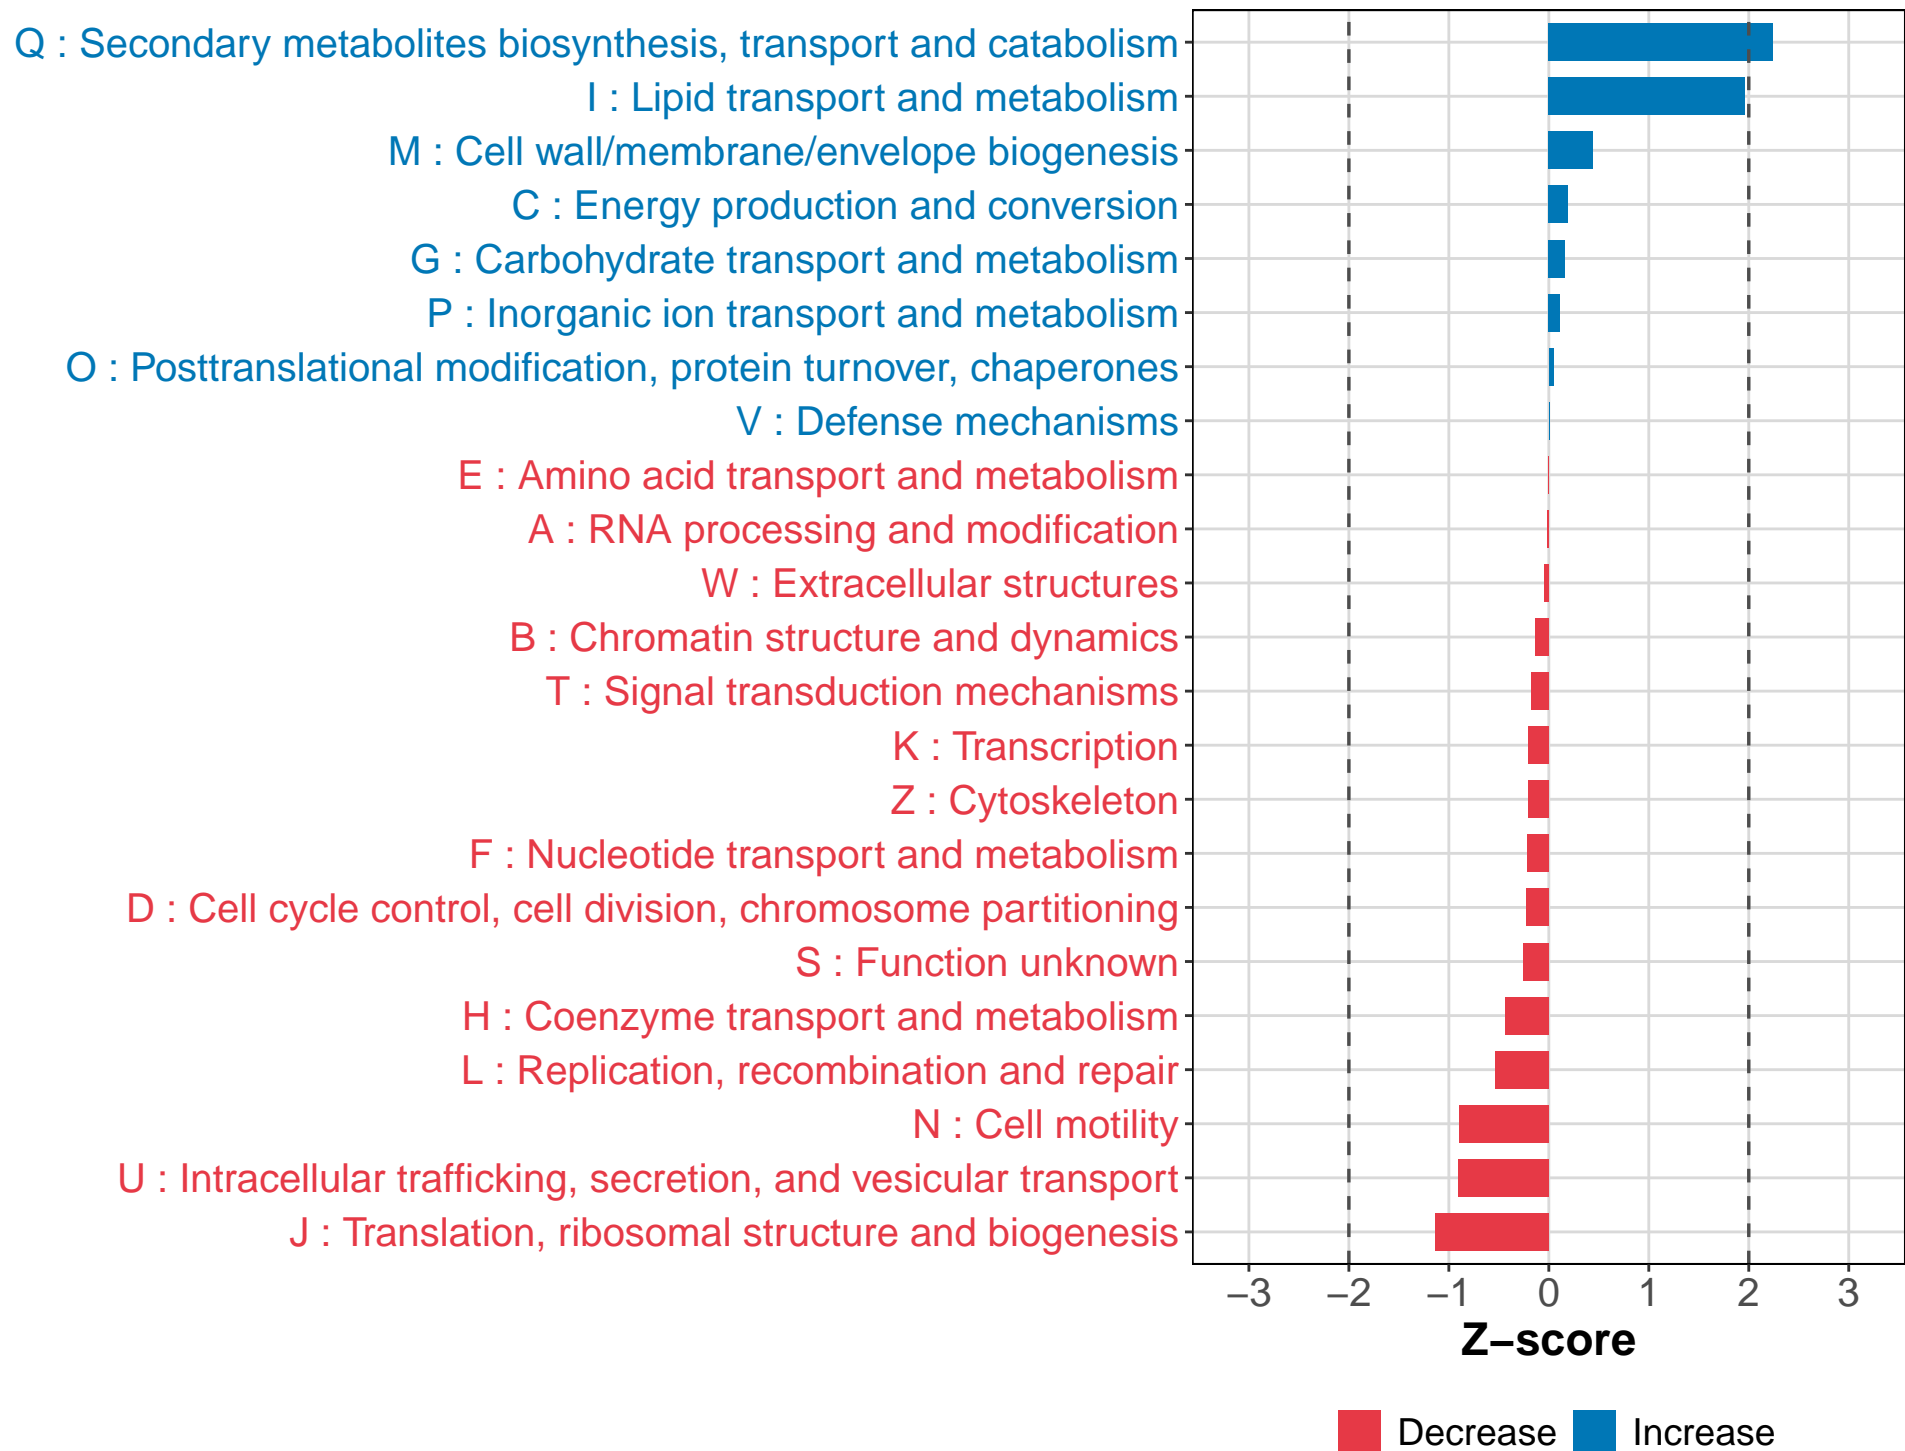 Q : Secondary metabolites biosynthesis, transport and catabolism
I : Lipid transport and metabolism
M : Cell wall/membrane/envelope biogenesis
C : Energy production and conversion
G : Carbohydrate transport and metabolism
P : Inorganic ion transport and metabolism
O : Posttranslational modification, protein turnover, chaperones
V : Defense mechanisms
E : Amino acid transport and metabolism
A : RNA processing and modification
W : Extracellular structures
B : Chromatin structure and dynamics
T : Signal transduction mechanisms
K : Transcription
Z : Cytoskeleton
F : Nucleotide transport and metabolism
D : Cell cycle control, cell division, chromosome partitioning
S : Function unknown
H : Coenzyme transport and metabolism
L : Replication, recombination and repair
N : Cell motility
U : Intracellular trafficking, secretion, and vesicular transport
J : Translation, ribosomal structure and biogenesis
−3 −2 −1 0 1 2 3
Z−score
Decrease Increase